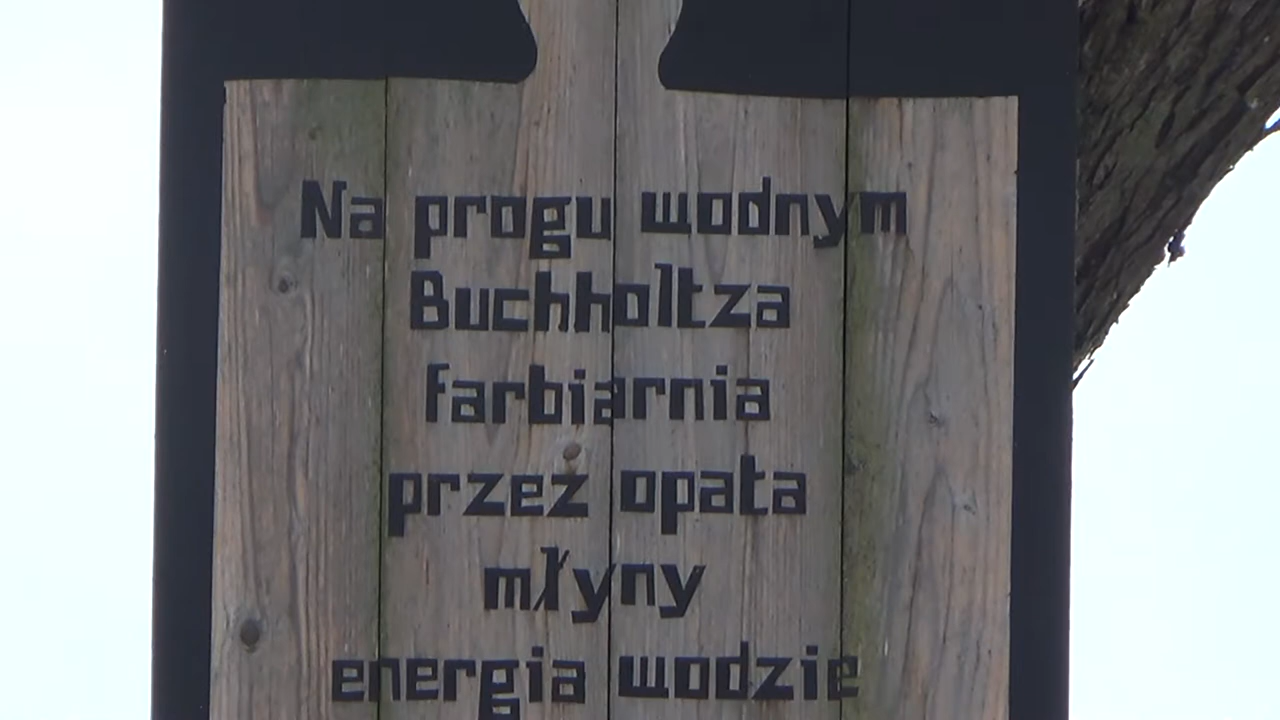 Na progu wodnym
Buchholtza
farbiarnia
przez opata
młyny
energia wodzie